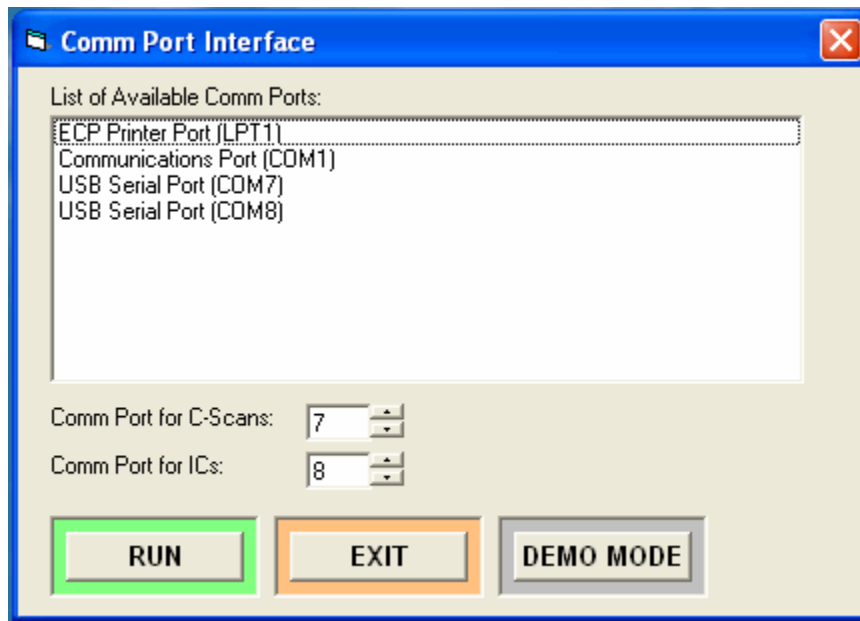 Comm Port Interface
List of Available Comm Ports:
ECP Printer Port (LPT1)
Communications Port (COM1)
USB Serial Port (COM7)
USB Serial Port (COM8)
Comm Port for C-Scans: 7
Comm Port for ICs: 8
RUN EXIT DEMO MODE